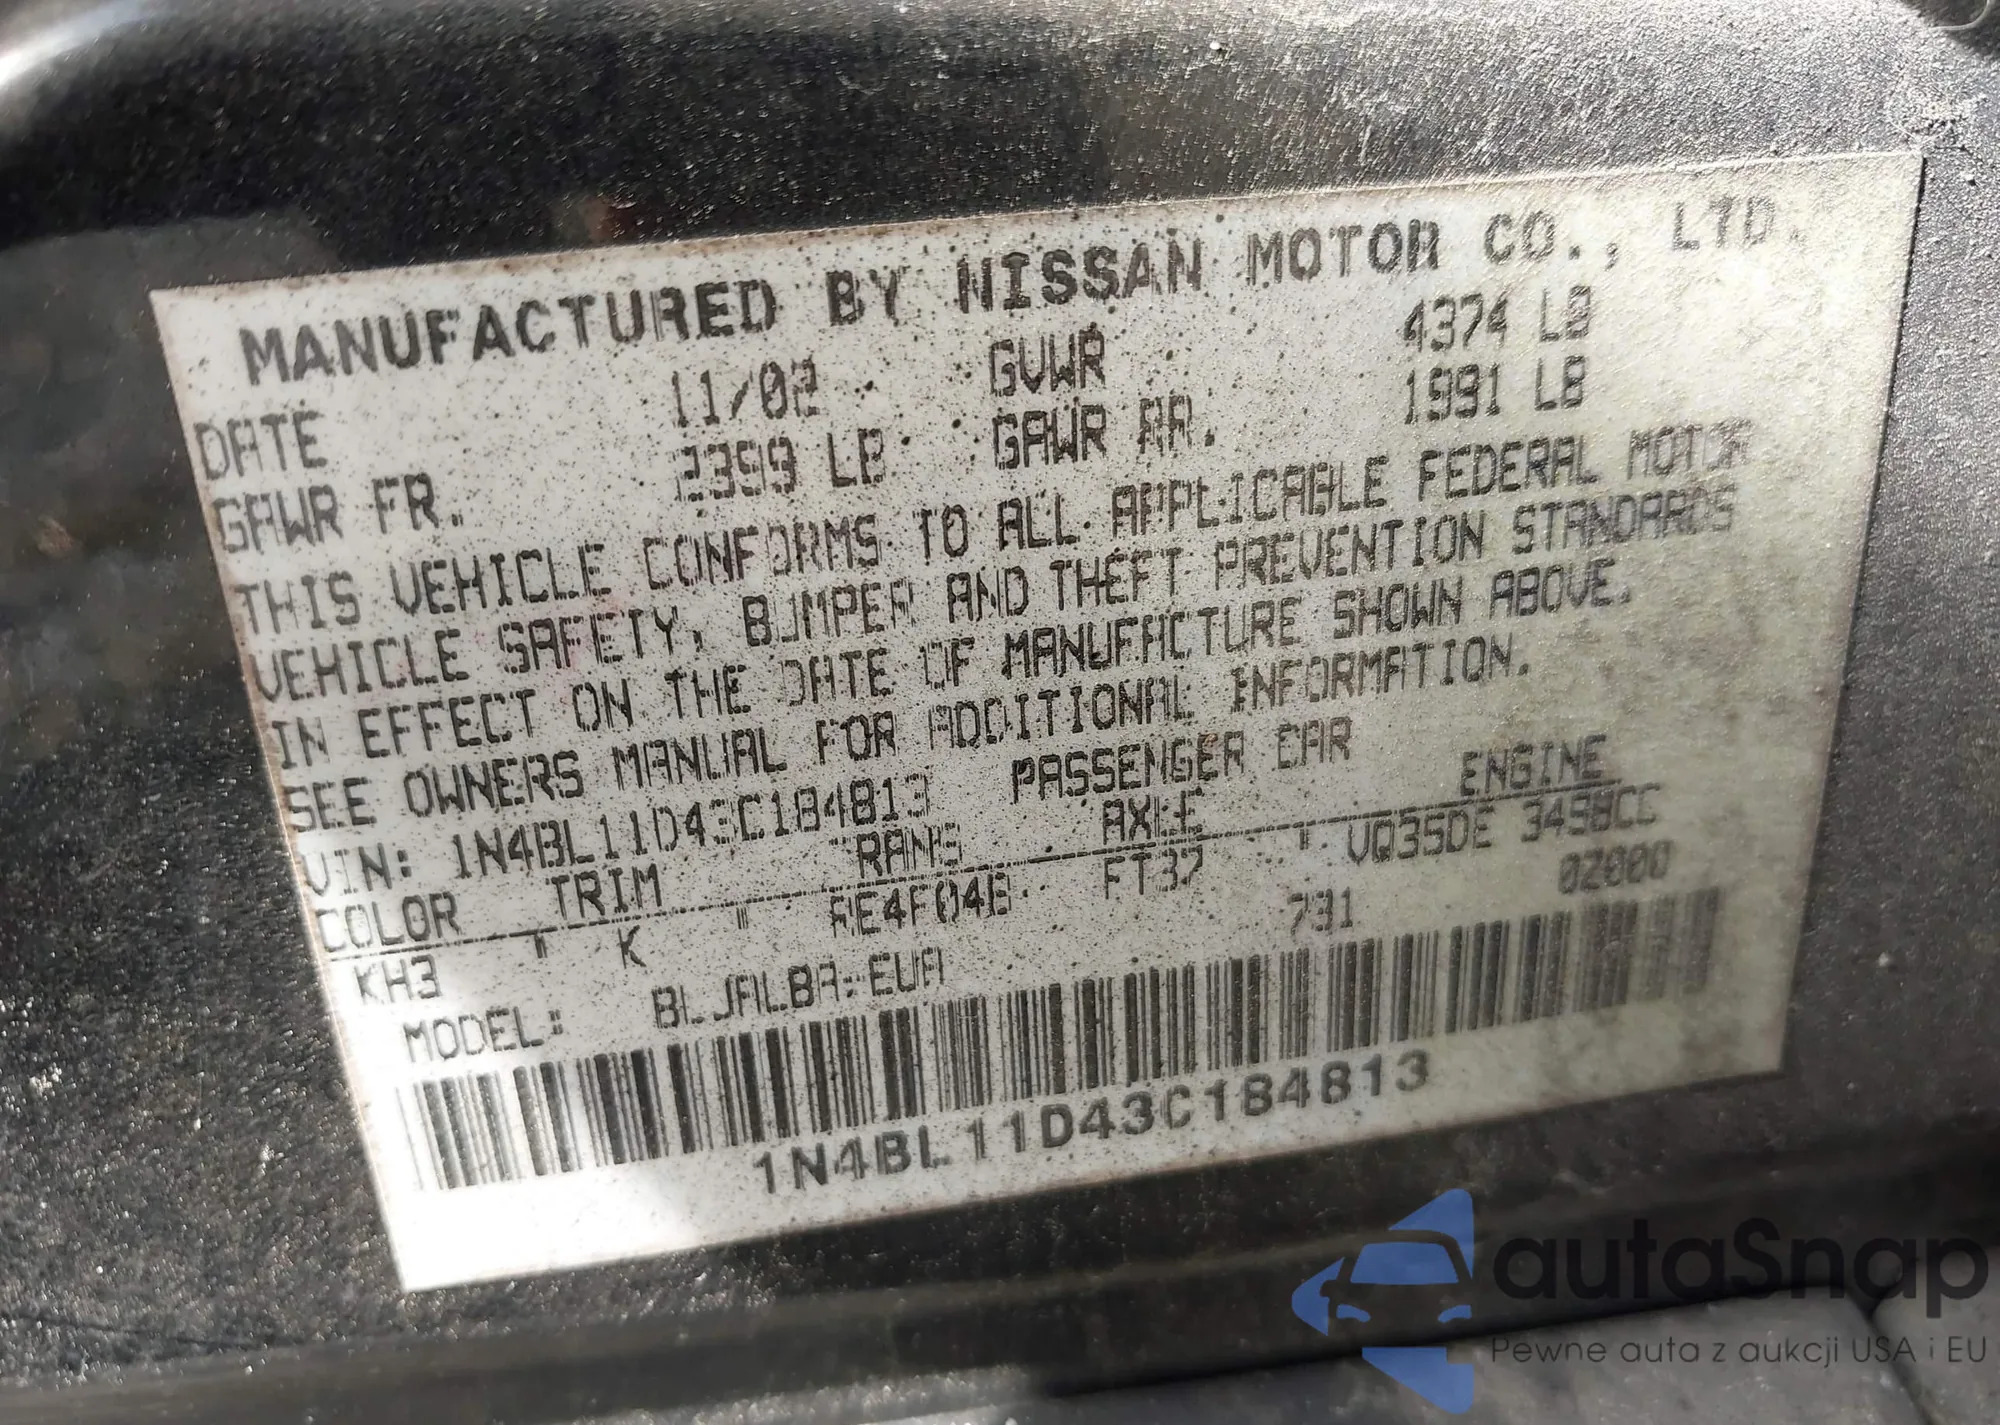 MANUFACTURED BY NISSAN MOTOR CO., LTD.
DATE 11/02 GVWR 4374 LB
GAWR FR. 2399 LB GAWR RR. 1991 LB
THIS VEHICLE CONFORMS TO ALL APPLICABLE FEDERAL MOTOR
VEHICLE SAFETY, BUMPER AND THEFT PREVENTION STANDARDS
IN EFFECT ON THE DATE OF MANUFACTURE SHOWN ABOVE.
SEE OWNERS MANUAL FOR ADDITIONAL INFORMATION.
VIN: 1N4BL11D43C184813 PASSENGER CAR
COLOR TRIM TRANS AXLE ENGINE
KH3 " K " RE4F04B FT37 " VQ35DE 3498CC
MODEL: BLJALBA-EUA 731 0Z000
1N4BL11D43C184813
autaSnap
Pewne auta z aukcji USA i EU